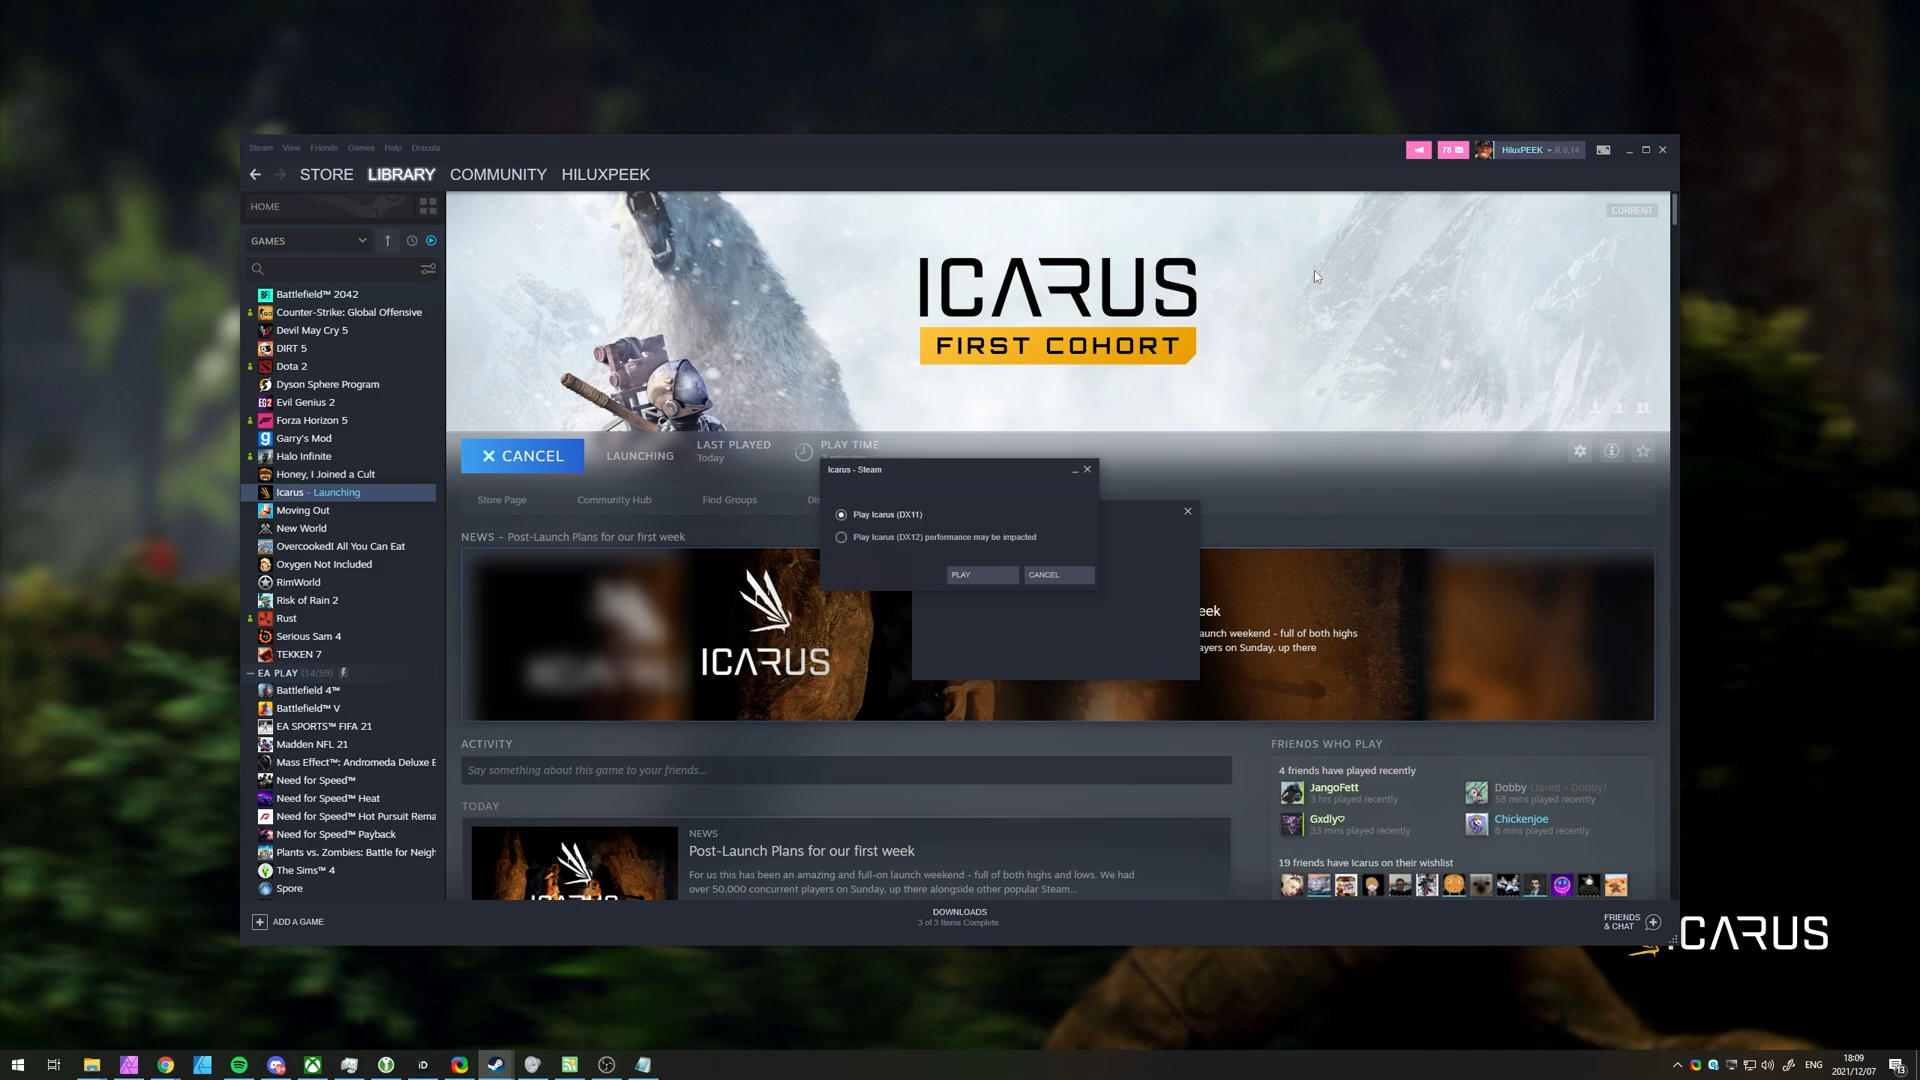 Steam View Friends Games Help Dracula
78
HiluxPEEK
R 0,14
STORE LIBRARY COMMUNITY HILUXPEEK
HOME
GAMES
Battlefield™ 2042
Counter-Strike: Global Offensive
Devil May Cry 5
DIRT 5
Dota 2
Dyson Sphere Program
Evil Genius 2
Forza Horizon 5
Garry's Mod
Halo Infinite
Honey, I Joined a Cult
Icarus - Launching
Moving Out
New World
Overcooked! All You Can Eat
Oxygen Not Included
RimWorld
Risk of Rain 2
Rust
Serious Sam 4
TEKKEN 7
— EA PLAY (14/59)
Battlefield 4™
Battlefield™ V
EA SPORTS™ FIFA 21
Madden NFL 21
Mass Effect™: Andromeda Deluxe E
Need for Speed™
Need for Speed™ Heat
Need for Speed™ Hot Pursuit Rema
Need for Speed™ Payback
Plants vs. Zombies: Battle for Neigh
The Sims™ 4
Spore
ADD A GAME
CURRENT
ICARUS
FIRST COHORT
CANCEL
LAUNCHING
LAST PLAYED
Today
PLAY TIME
Store Page Community Hub Find Groups Dis
Icarus - Steam
Play Icarus (DX11)
Play Icarus (DX12) performance may be impacted
PLAY CANCEL
NEWS - Post-Launch Plans for our first week
ICARUS
eek
aunch weekend - full of both highs
ayers on Sunday, up there
ACTIVITY
Say something about this game to your friends...
TODAY
NEWS
Post-Launch Plans for our first week
For us this has been an amazing and full-on launch weekend - full of both highs and lows. We had
over 50,000 concurrent players on Sunday, up there alongside other popular Steam...
FRIENDS WHO PLAY
4 friends have played recently
JangoFett
3 hrs played recently
Dobby (Jared - Dobby)
58 mins played recently
Gxdly♡
33 mins played recently
Chickenjoe
8 mins played recently
19 friends have Icarus on their wishlist
DOWNLOADS
3 of 3 Items Complete
FRIENDS
& CHAT
ICARUS
iD
ENG
18:09
2021/12/07
13